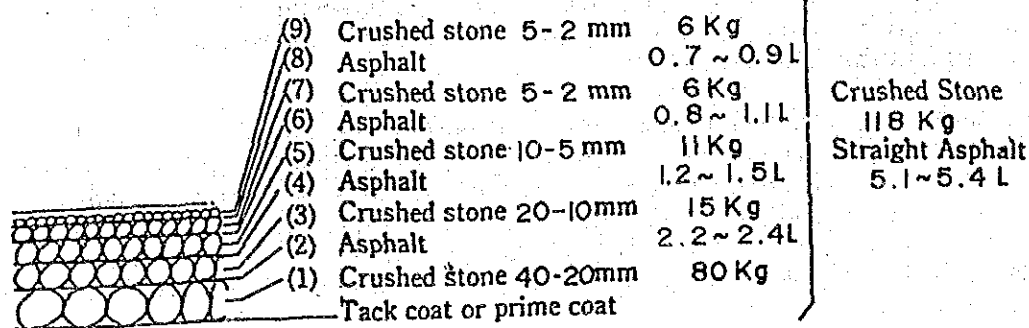 (9) Crushed stone 5-2 mm 6 Kg
(8) Asphalt 0.7 ~ 0.9 L
(7) Crushed stone 5-2 mm 6 Kg
(6) Asphalt 0.8 ~ 1.1 L
(5) Crushed stone 10-5 mm 11 Kg
(4) Asphalt 1.2 ~ 1.5 L
(3) Crushed stone 20-10mm 15 Kg
(2) Asphalt 2.2 ~ 2.4L
(1) Crushed stone 40-20mm 80 Kg
Tack coat or prime coat
Crushed Stone
118 Kg
Straight Asphalt
5.1~5.4 L